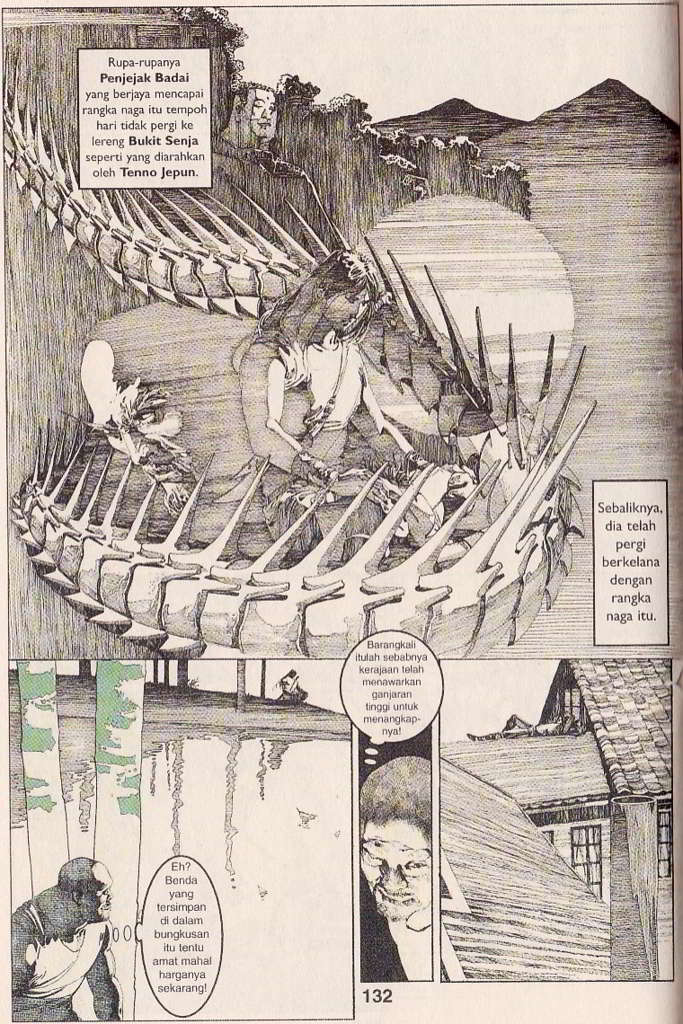 Rupa-rupanya
Penjejak Badai
yang berjaya mencapai
rangka naga itu tempoh
hari tidak pergi ke
lereng Bukit Senja
seperti yang diarahkan
oleh Tenno Jepun.
Sebaliknya,
dia telah
pergi
berkelana
dengan
rangka
naga itu.
Eh?
Benda
yang
tersimpan
di dalam
bungkusan
itu tentu
amat mahal
harganya
sekarang!
Barangkali
itulah sebabnya
kerajaan telah
menawarkan
ganjaran
tinggi untuk
menangkap-
nya!
132